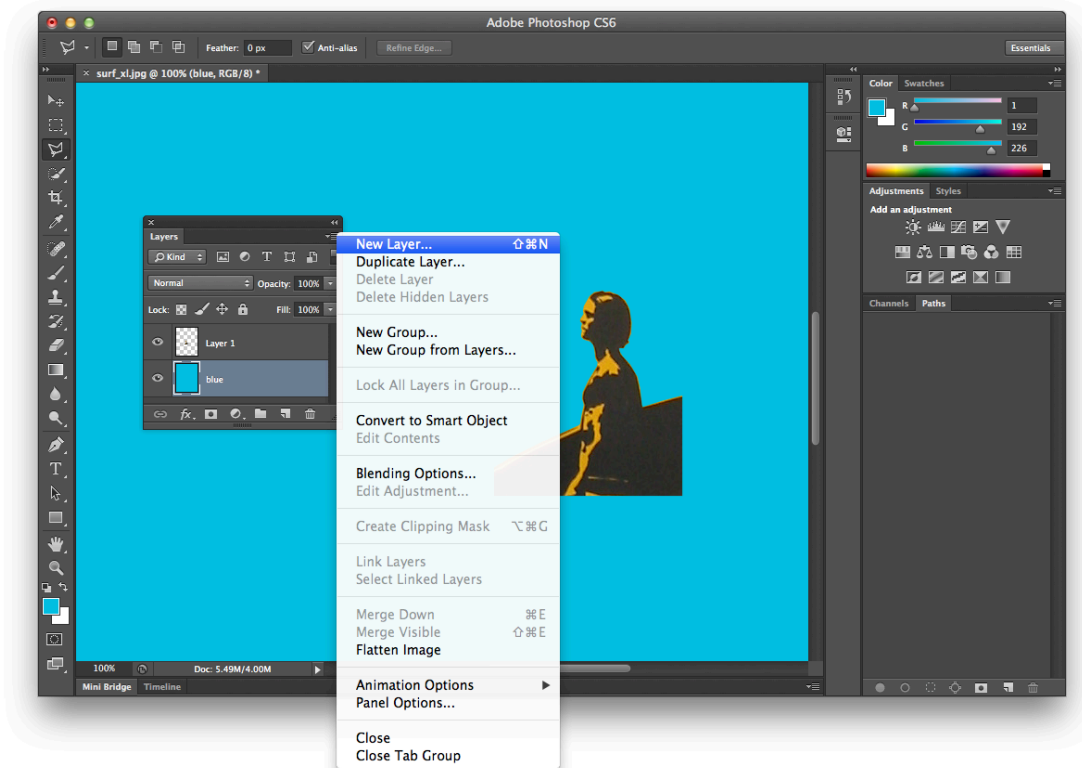 Adobe Photoshop CS6
Feather: 0 px Anti-alias Refine Edge... Essentials
× surf_xl.jpg @ 100% (blue, RGB/8) *
Color Swatches
R 1
G 192
B 226
Adjustments Styles
Add an adjustment
Channels Paths
Layers
Kind
Normal Opacity: 100%
Lock: Fill: 100%
Layer 1
blue
fx
New Layer... ⇧⌘N
Duplicate Layer...
Delete Layer
Delete Hidden Layers
New Group...
New Group from Layers...
Lock All Layers in Group...
Convert to Smart Object
Edit Contents
Blending Options...
Edit Adjustment...
Create Clipping Mask ⌥⌘G
Link Layers
Select Linked Layers
Merge Down ⌘E
Merge Visible ⇧⌘E
Flatten Image
Animation Options
Panel Options...
Close
Close Tab Group
100% Doc: 5.49M/4.00M
Mini Bridge Timeline